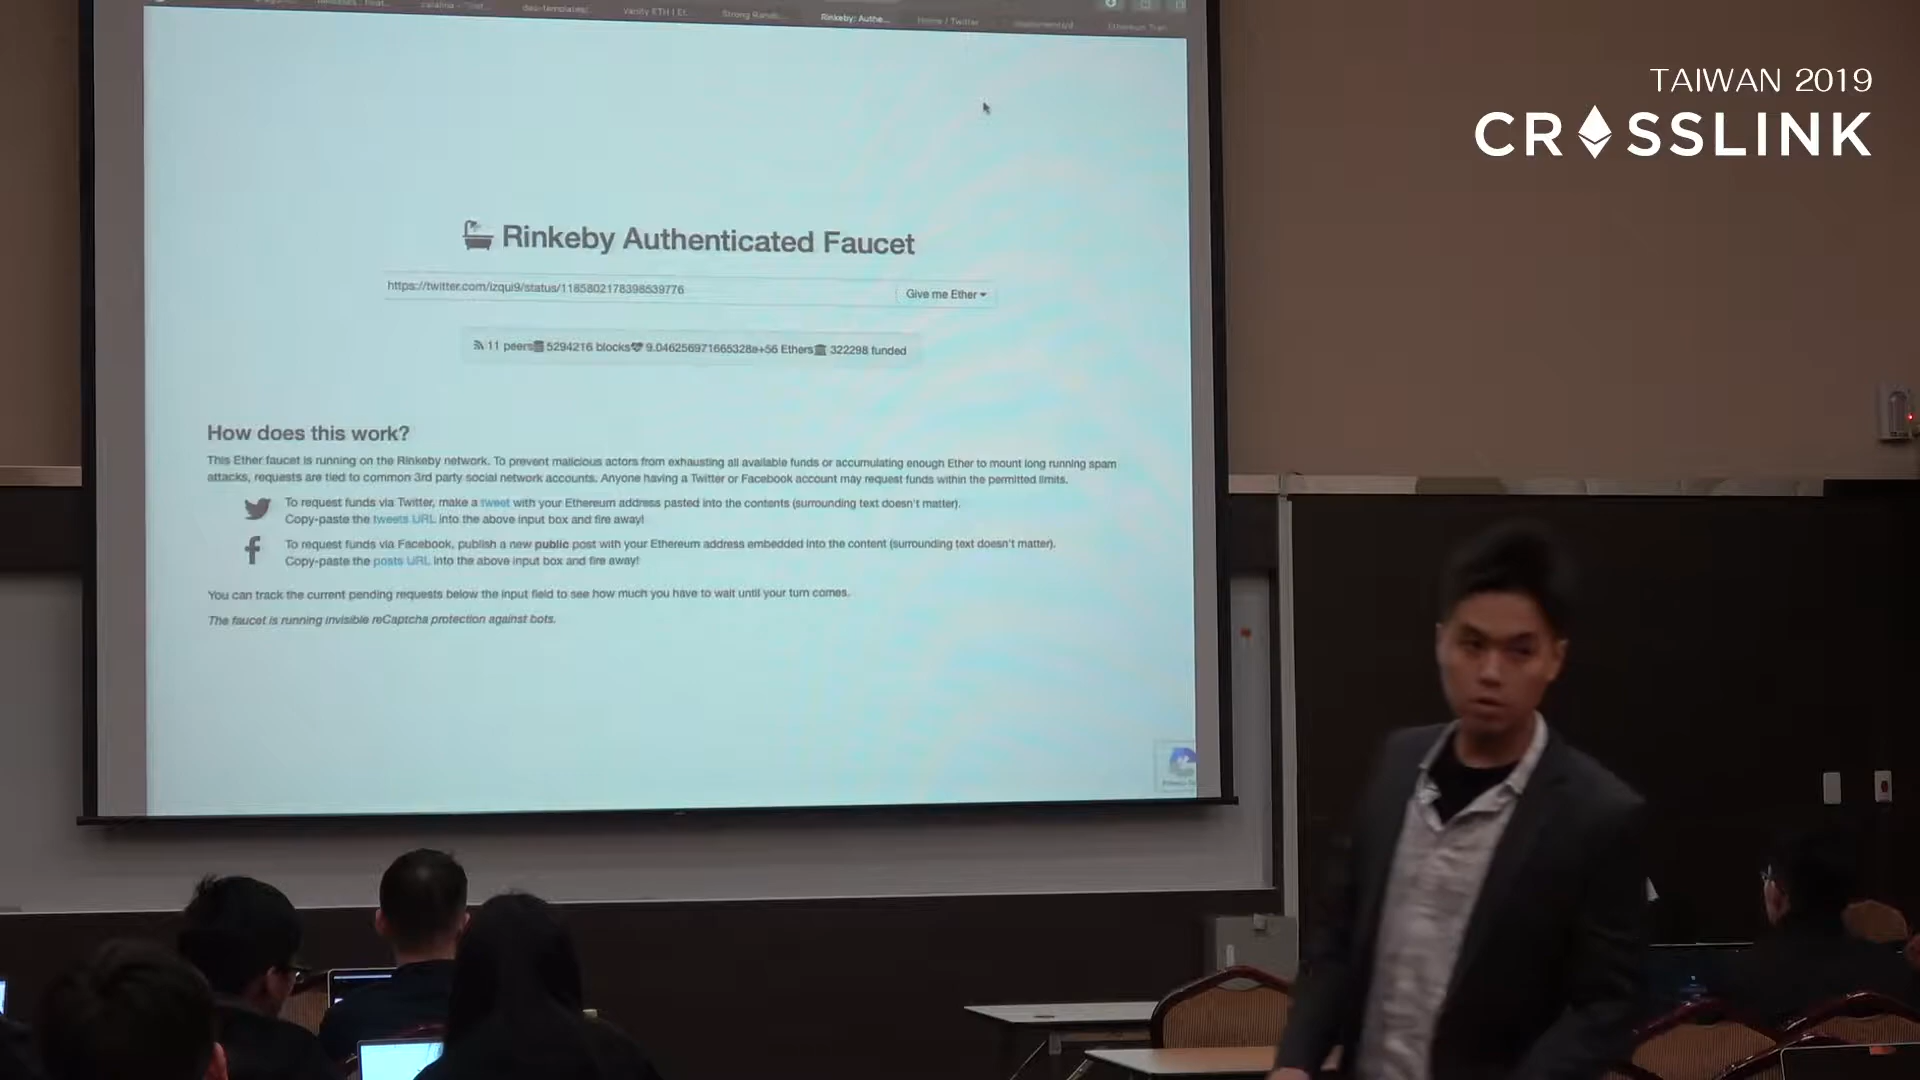 Rinkeby: Authe...
Home / Twitter
TAIWAN 2019
CROSSLINK
Rinkeby Authenticated Faucet
https://twitter.com/izqui9/status/1185802178398539776
Give me Ether
11 peers 5294216 blocks 9.046256971665328e+56 Ethers 322298 funded
How does this work?
This Ether faucet is running on the Rinkeby network. To prevent malicious actors from exhausting all available funds or accumulating enough Ether to mount long running spam
attacks, requests are tied to common 3rd party social network accounts. Anyone having a Twitter or Facebook account may request funds within the permitted limits.
To request funds via Twitter, make a tweet with your Ethereum address pasted into the contents (surrounding text doesn't matter).
Copy-paste the tweets URL into the above input box and fire away!
To request funds via Facebook, publish a new public post with your Ethereum address embedded into the content (surrounding text doesn't matter).
Copy-paste the posts URL into the above input box and fire away!
You can track the current pending requests below the input field to see how much you have to wait until your turn comes.
The faucet is running invisible reCaptcha protection against bots.